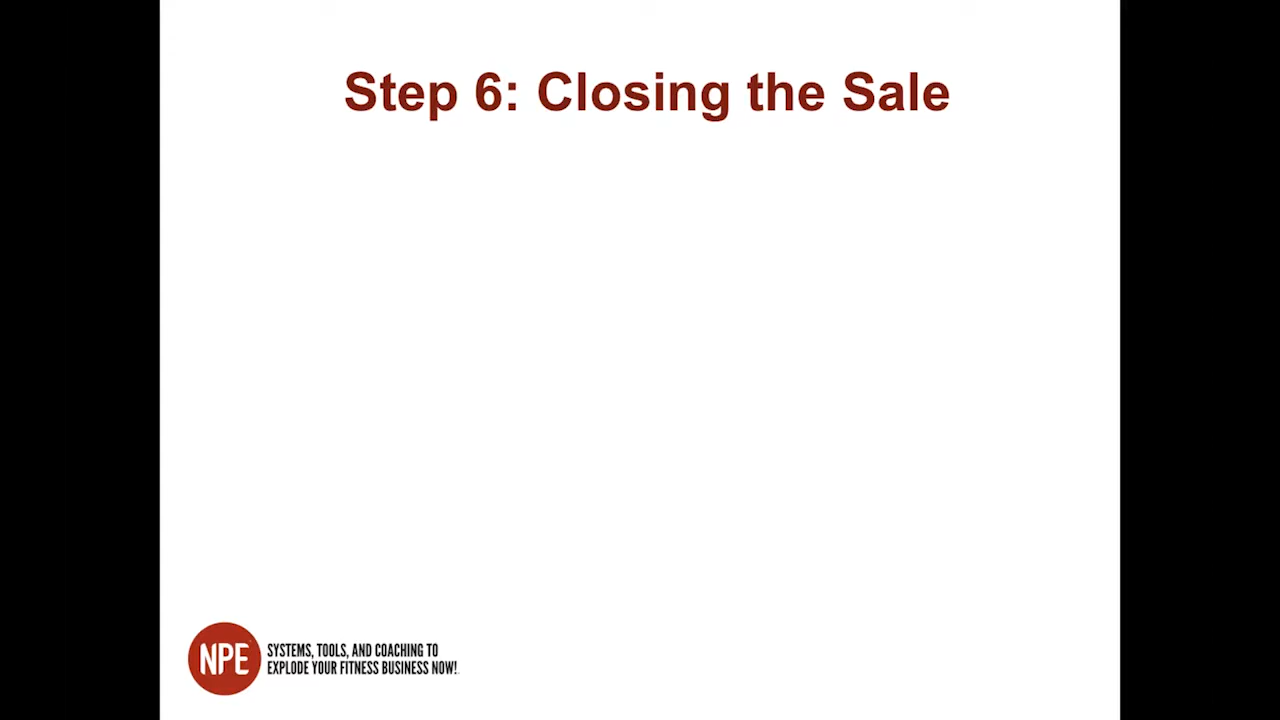 Step 6: Closing the Sale
NPE
SYSTEMS, TOOLS, AND COACHING TO
EXPLODE YOUR FITNESS BUSINESS NOW!